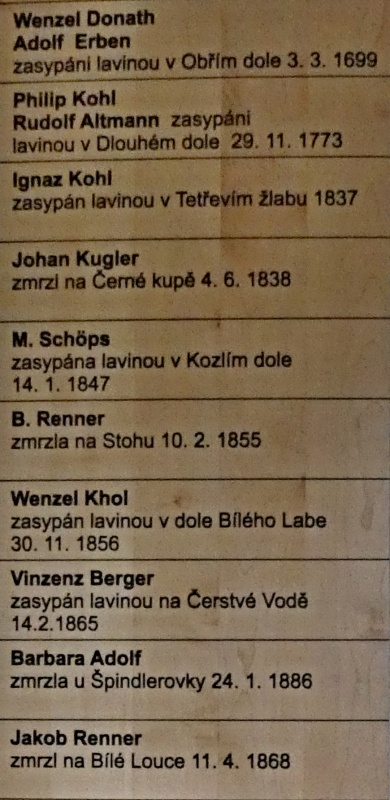 Wenzel Donath
Adolf Erben
zasypáni lavinou v Obřím dole 3. 3. 1699
Philip Kohl
Rudolf Altmann zasypáni
lavinou v Dlouhém dole 29. 11. 1773
Ignaz Kohl
zasypán lavinou v Tetřevím žlabu 1837
Johan Kugler
zmrzl na Černé kupě 4. 6. 1838
M. Schöps
zasypána lavinou v Kozlím dole
14. 1. 1847
B. Renner
zmrzla na Stohu 10. 2. 1855
Wenzel Khol
zasypán lavinou v dole Bílého Labe
30. 11. 1856
Vinzenz Berger
zasypán lavinou na Čerstvé Vodě
14.2.1865
Barbara Adolf
zmrzla u Špindlerovky 24. 1. 1886
Jakob Renner
zmrzl na Bílé Louce 11. 4. 1868